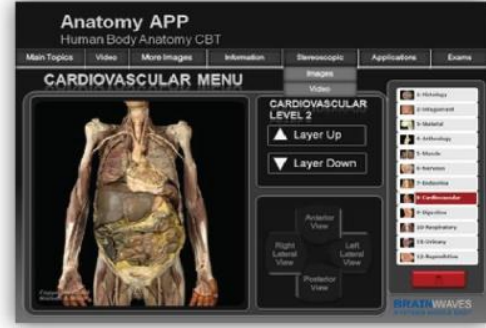 Anatomy APP
Human Body Anatomy CBT
Main Topics Video More Images Information Stereoscopic Applications Exams
Images
Video
CARDIOVASCULAR MENU
CARDIOVASCULAR
LEVEL 2
Layer Up
Layer Down
Anterior
View
Right
Lateral
View
Left
Lateral
View
Posterior
View
1- Histology
2- Integument
3- Skeletal
4- Arthrology
5- Muscle
6- Nervous
7- Endocrine
8- Cardiovascular
9- Digestive
10- Respiratory
11- Urinary
12- Reproductive
BRAINWAVES